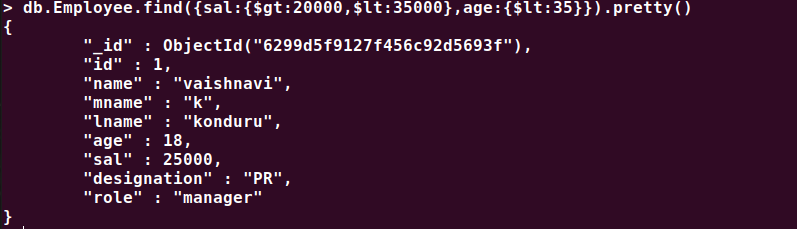 > db.Employee.find({sal:{$gt:20000,$lt:35000},age:{$lt:35}}).pretty()
{
        "_id" : ObjectId("6299d5f9127f456c92d5693f"),
        "id" : 1,
        "name" : "vaishnavi",
        "mname" : "k",
        "lname" : "konduru",
        "age" : 18,
        "sal" : 25000,
        "designation" : "PR",
        "role" : "manager"
}